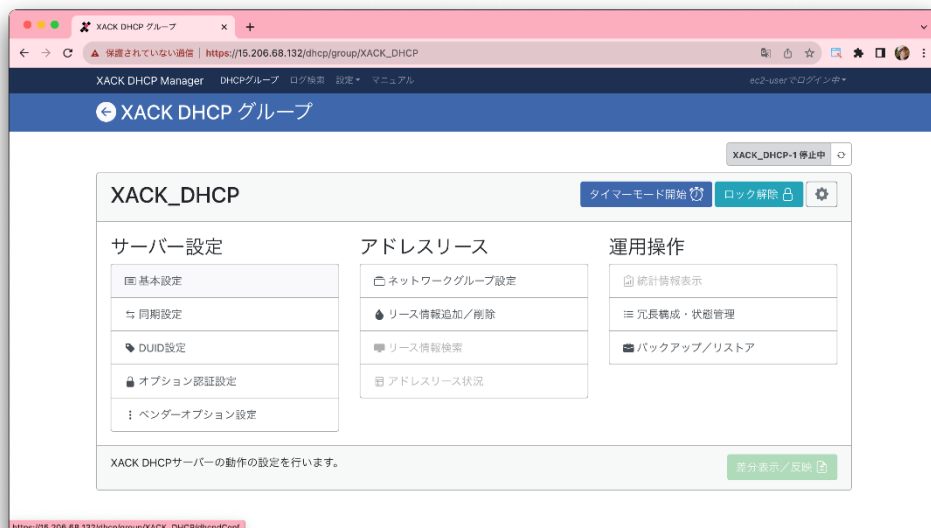 XACK DHCP グループ
保護されていない通信 | https://15.206.68.132/dhcp/group/XACK_DHCP
XACK DHCP Manager DHCPグループ ログ検索 設定 マニュアル ec2-userでログイン中
XACK DHCP グループ
XACK_DHCP-1 停止中
XACK_DHCP タイマーモード開始 ロック解除
サーバー設定 アドレスリース 運用操作
基本設定 ネットワークグループ設定 統計情報表示
同期設定 リース情報追加／削除 冗長構成・状態管理
DUID設定 リース情報検索 バックアップ／リストア
オプション認証設定 アドレスリース状況
ベンダーオプション設定
XACK DHCPサーバーの動作の設定を行います。 差分表示／反映
https://15.206.68.132/dhcp/group/XACK_DHCP/dhcpdConf